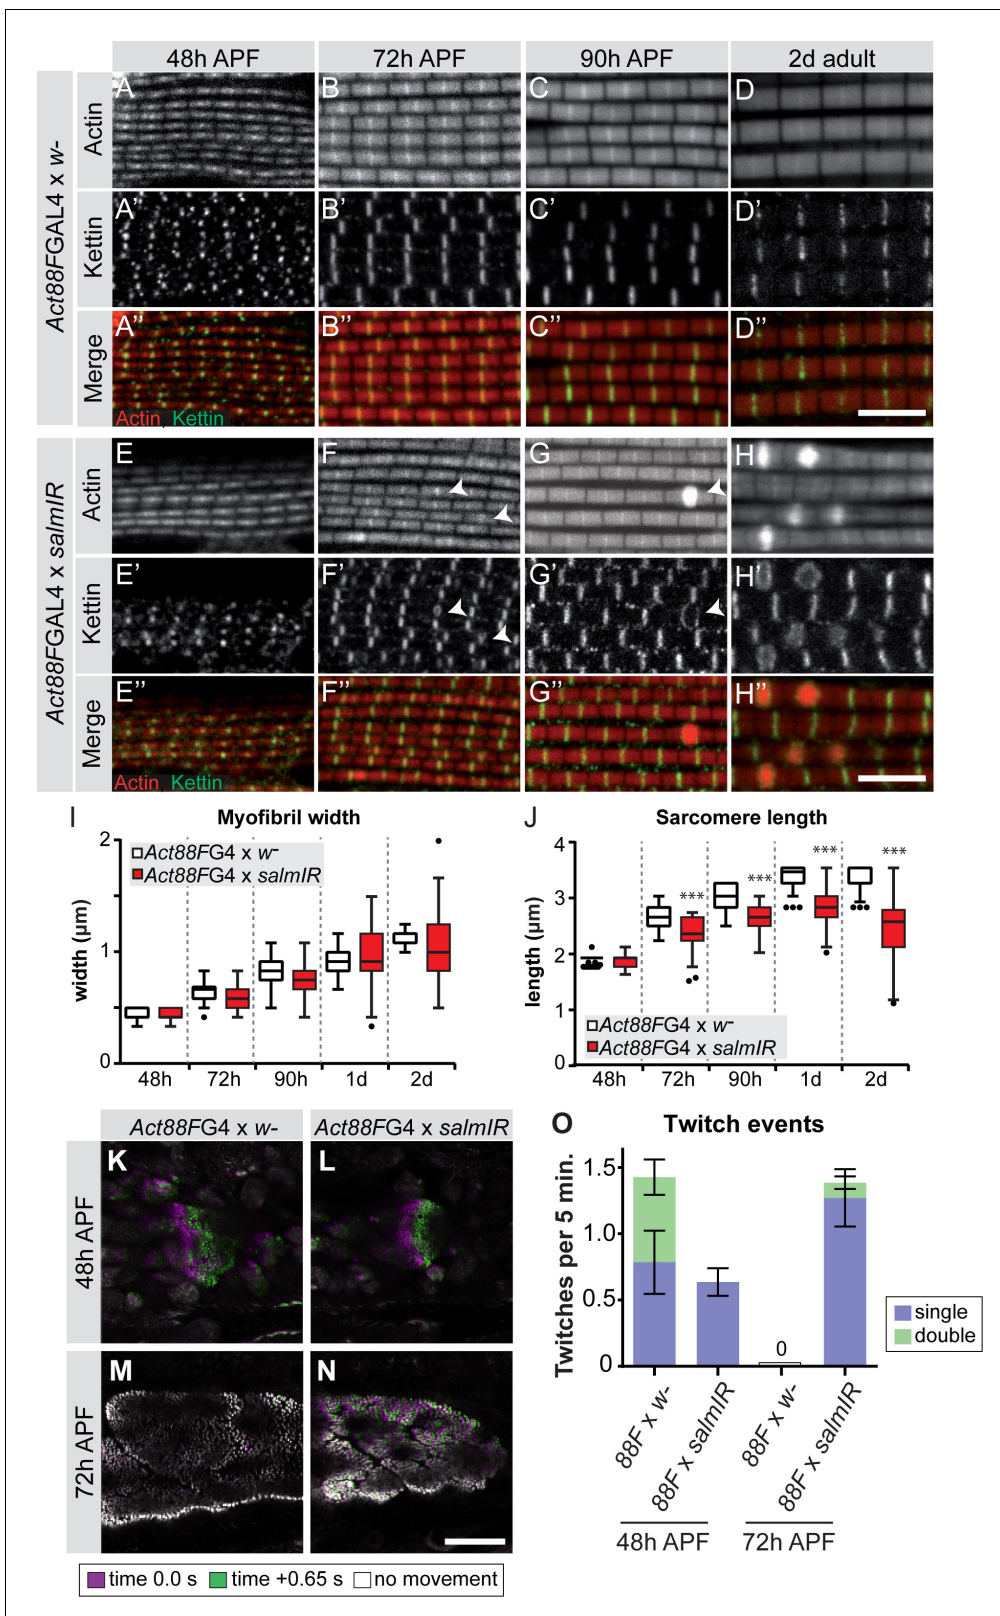 48h APF 72h APF 90h APF 2d adult
Act88FGAL4 x w-
Actin
A B C D
Kettin
A' B' C' D'
Merge
A'' B'' C'' D''
Actin, Kettin
Act88FGAL4 x salmIR
Actin
E F G H
Kettin
E' F' G' H'
Merge
E'' F'' G'' H''
Actin, Kettin
I Myofibril width
width (µm)
2
1
0
Act88FG4 x w-
Act88FG4 x salmIR
48h 72h 90h 1d 2d
J Sarcomere length
length (µm)
4
3
2
1
0
*** *** *** ***
Act88FG4 x w-
Act88FG4 x salmIR
48h 72h 90h 1d 2d
Act88FG4 x w- Act88FG4 x salmIR
48h APF
K L
72h APF
M N
time 0.0 s time +0.65 s no movement
O Twitch events
Twitches per 5 min.
1.5
1.0
0.5
0
0
single
double
88F x w-
88F x salmIR
88F x w-
88F x salmIR
48h APF 72h APF